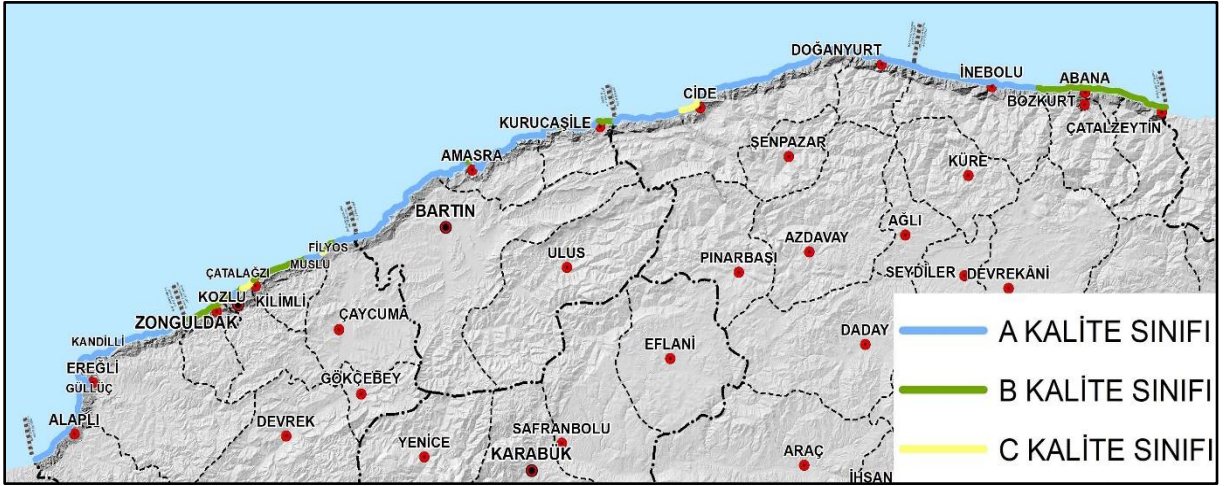 DOĞANYURT
İNEBOLU
ABANA
BOZKURT
ÇATALZEYTİN
CİDE
KURUCAŞİLE
ŞENPAZAR
KÜRE
AMASRA
BARTIN
AĞLI
AZDAVAY
ULUS
PINARBAŞI
SEYDİLER
DEVREKÂNİ
FİLYOS
MUSLU
ÇATALAĞZI
KOZLU
KİLİMLİ
ZONGULDAK
ÇAYCUMA
KANDİLLİ
EREĞLİ
GÜLLÜÇ
EFLANİ
DADAY
GÖKÇEBEY
ALAPLI
DEVREK
YENİCE
SAFRANBOLU
KARABÜK
ARAÇ
İHSAN
A KALİTE SINIFI
B KALİTE SINIFI
C KALİTE SINIFI